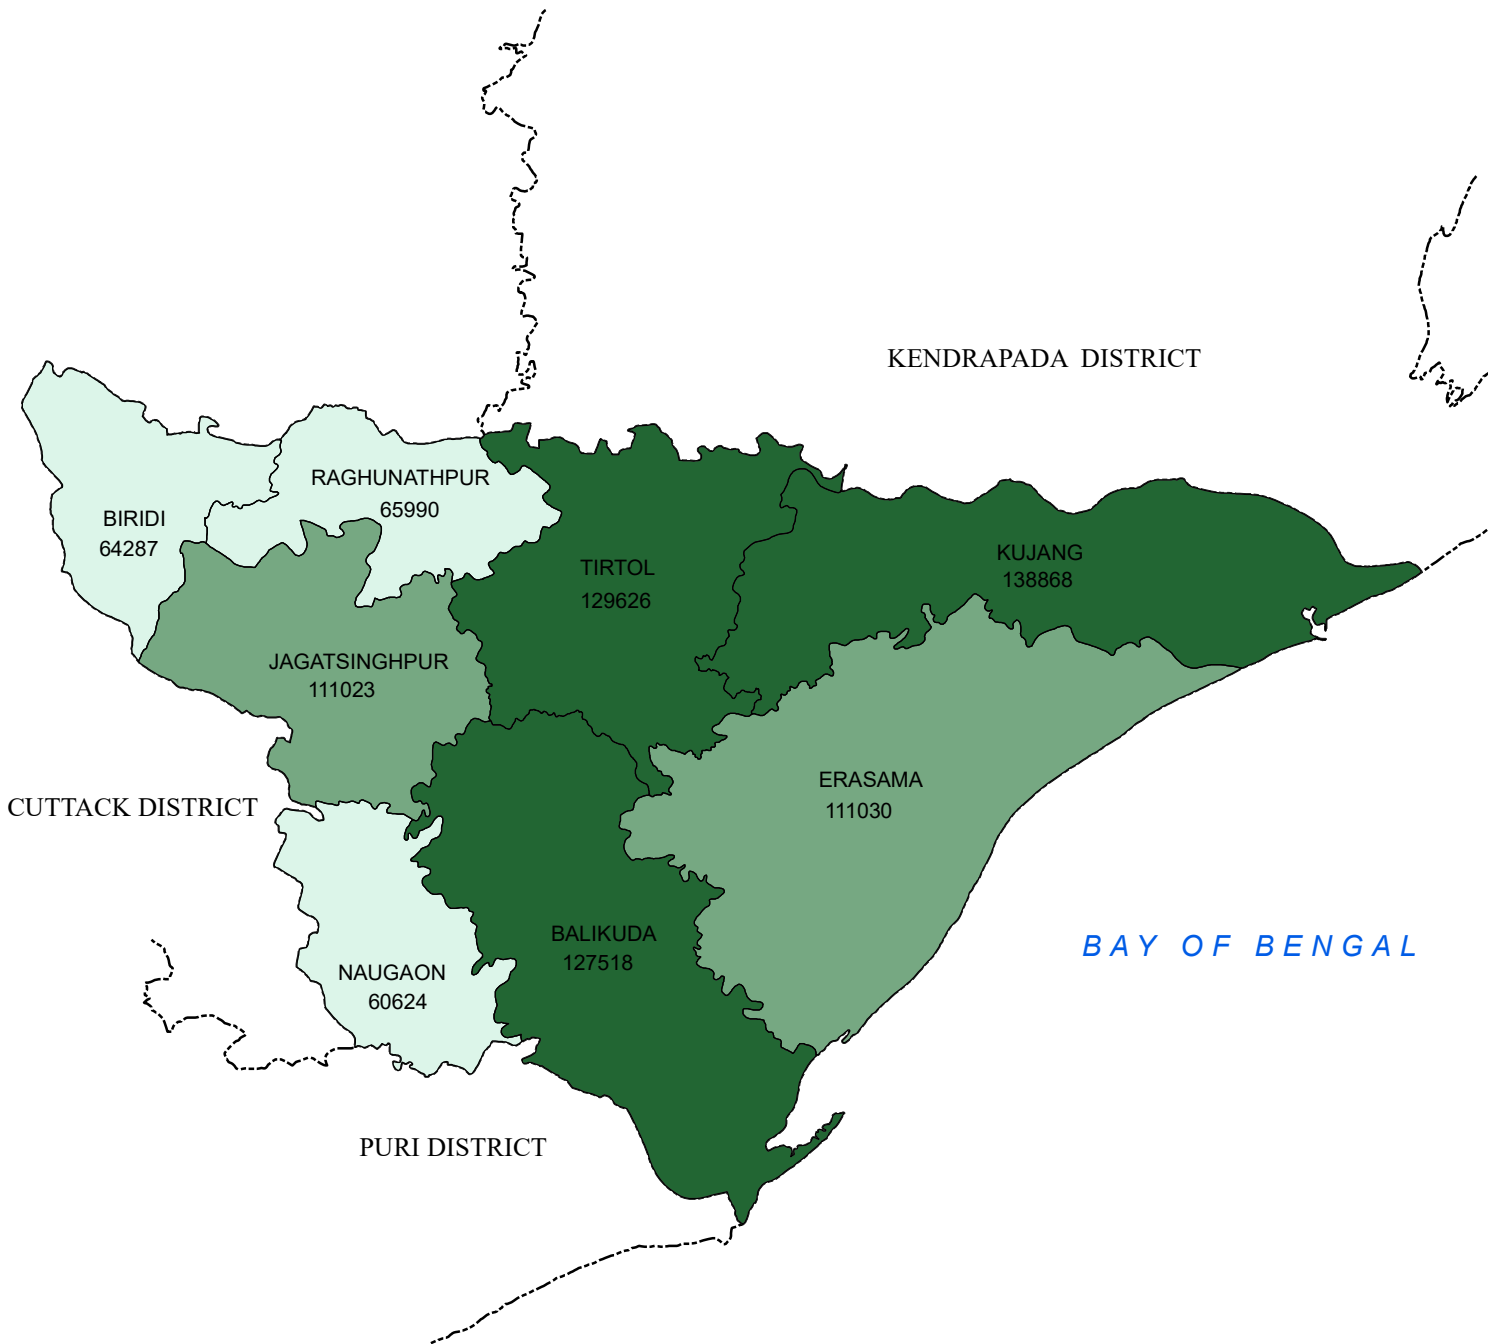 KENDRAPADA DISTRICT
RAGHUNATHPUR
65990
BIRIDI
64287
KUJANG
138868
TIRTOL
129626
JAGATSINGHPUR
111023
ERASAMA
111030
CUTTACK DISTRICT
BALIKUDA
127518
BAY OF BENGAL
NAUGAON
60624
PURI DISTRICT